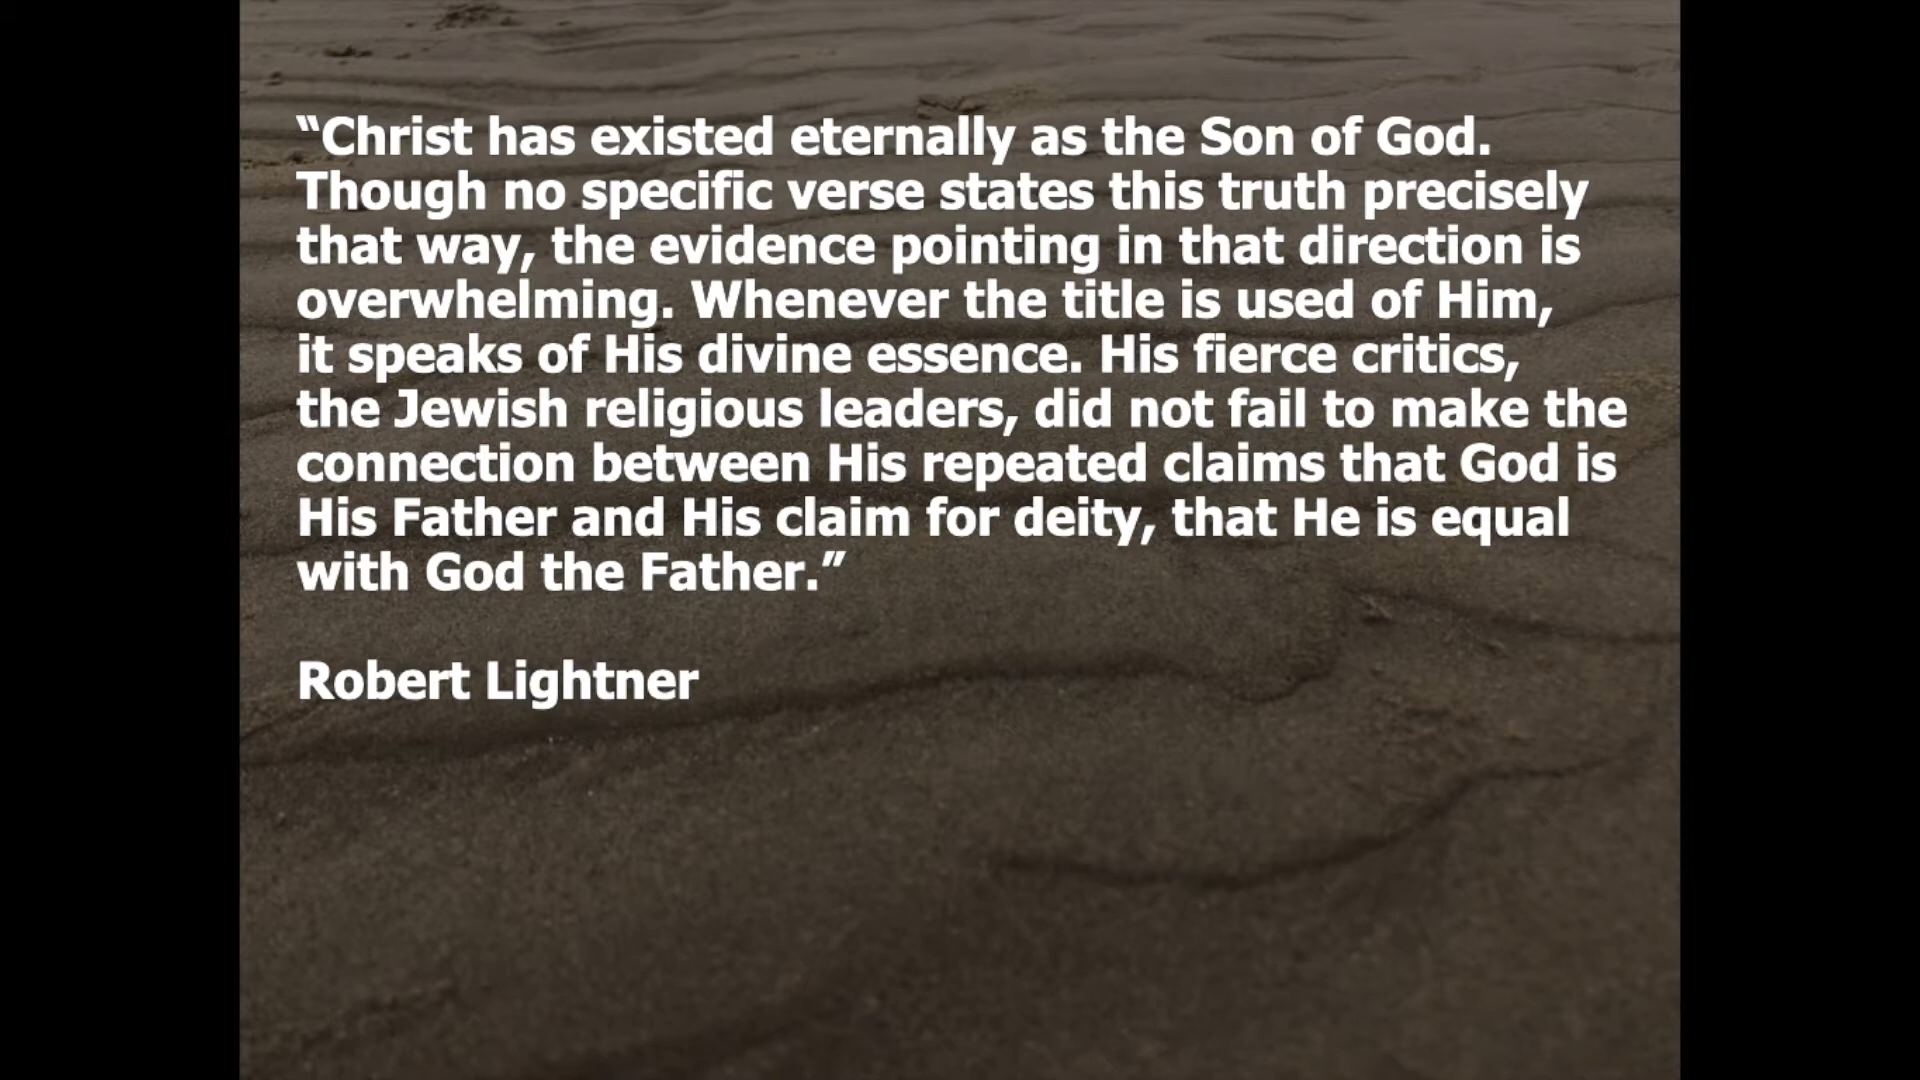 “Christ has existed eternally as the Son of God.
Though no specific verse states this truth precisely
that way, the evidence pointing in that direction is
overwhelming. Whenever the title is used of Him,
it speaks of His divine essence. His fierce critics,
the Jewish religious leaders, did not fail to make the
connection between His repeated claims that God is
His Father and His claim for deity, that He is equal
with God the Father.”
Robert Lightner